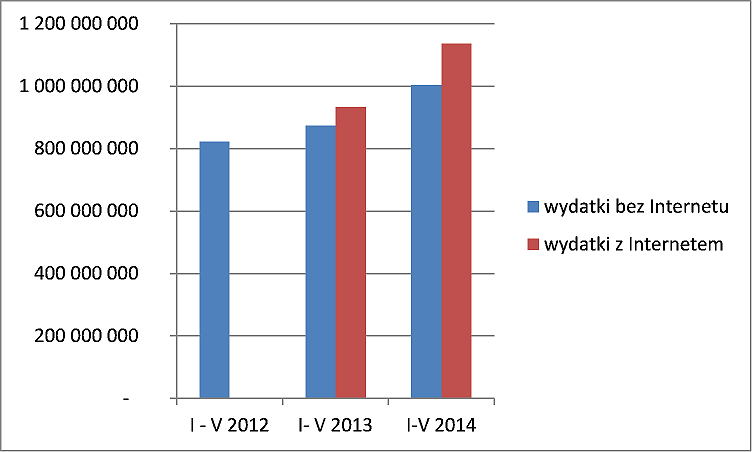 1 200 000 000
1 000 000 000
800 000 000
600 000 000
400 000 000
200 000 000
-
I - V 2012
I- V 2013
I-V 2014
wydatki bez Internetu
wydatki z Internetem